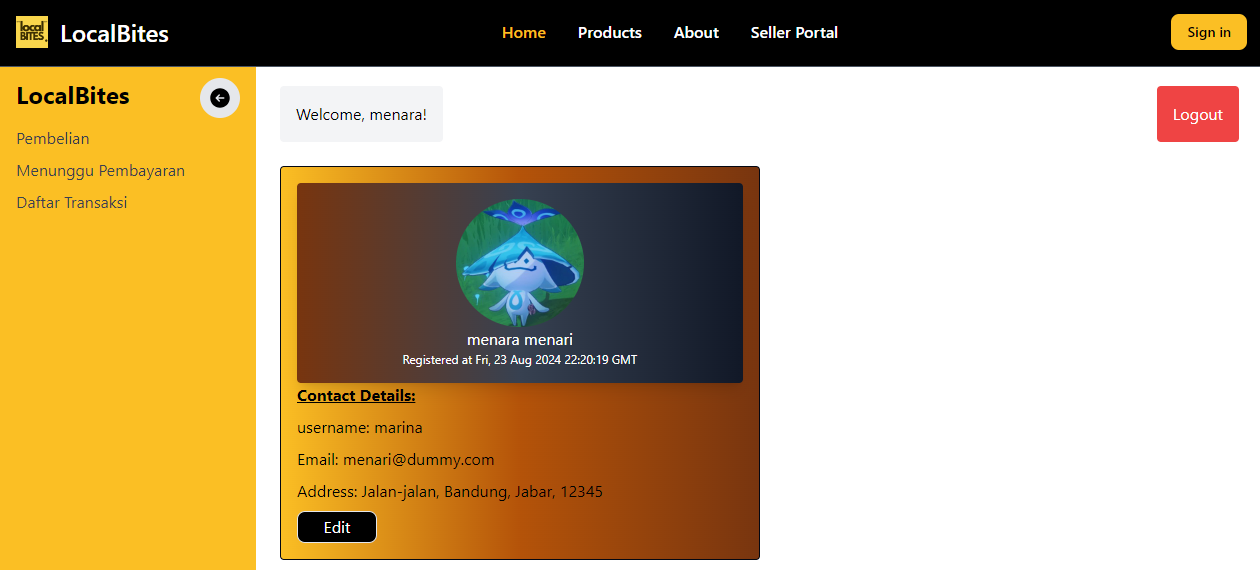 local
BITES.
LocalBites
Home
Products
About
Seller Portal
Sign in
LocalBites
Pembelian
Menunggu Pembayaran
Daftar Transaksi
Welcome, menara!
Logout
menara menari
Registered at Fri, 23 Aug 2024 22:20:19 GMT
Contact Details:
username: marina
Email: menari@dummy.com
Address: Jalan-jalan, Bandung, Jabar, 12345
Edit